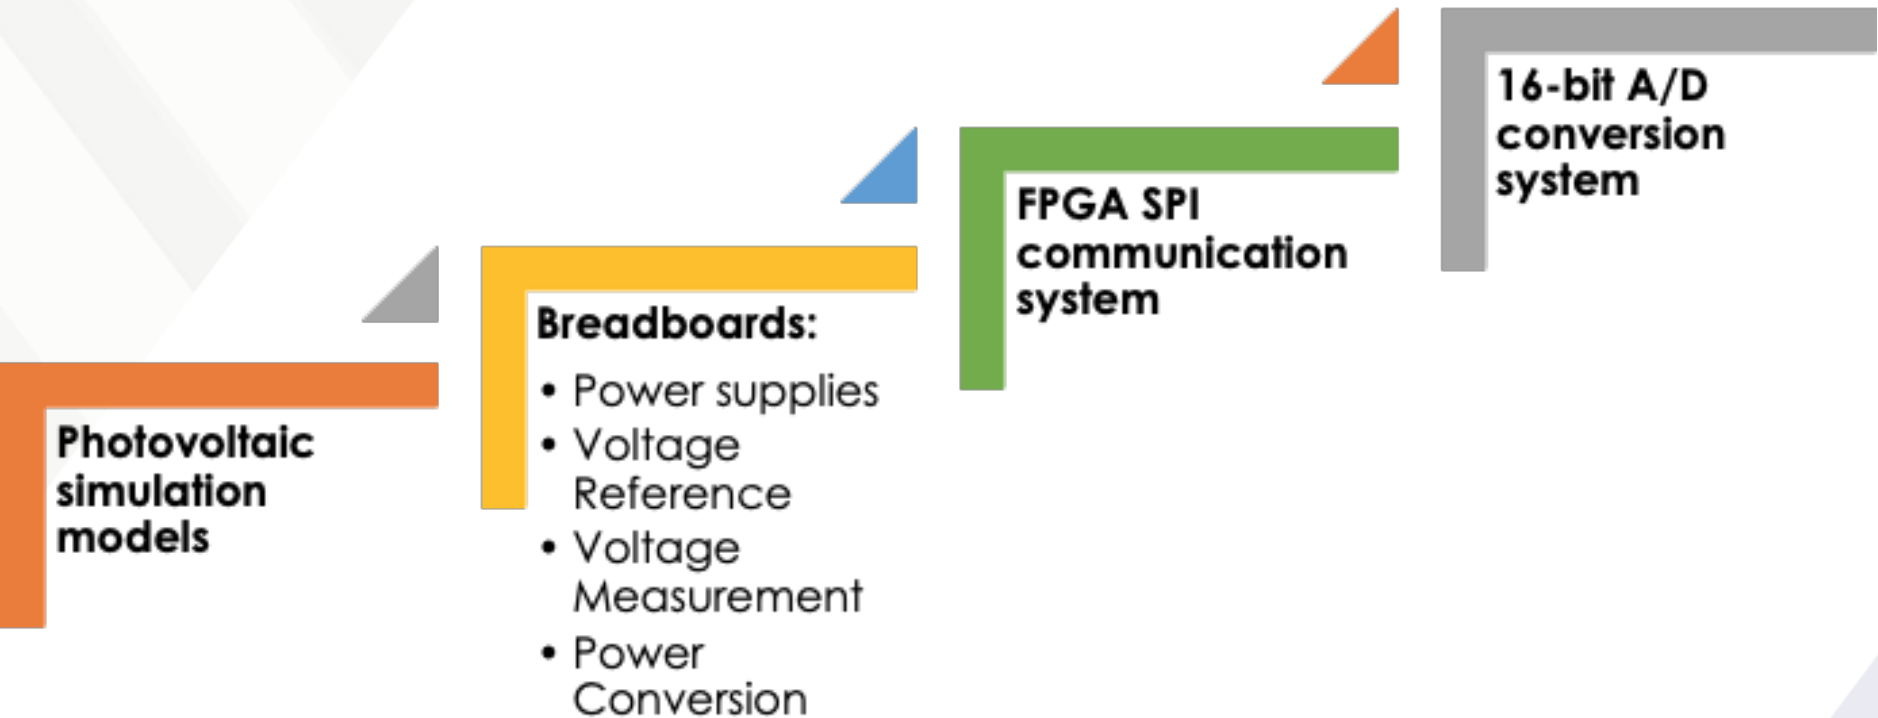 Photovoltaic
simulation
models
Breadboards:
• Power supplies
• Voltage
Reference
• Voltage
Measurement
• Power
Conversion
FPGA SPI
communication
system
16-bit A/D
conversion
system